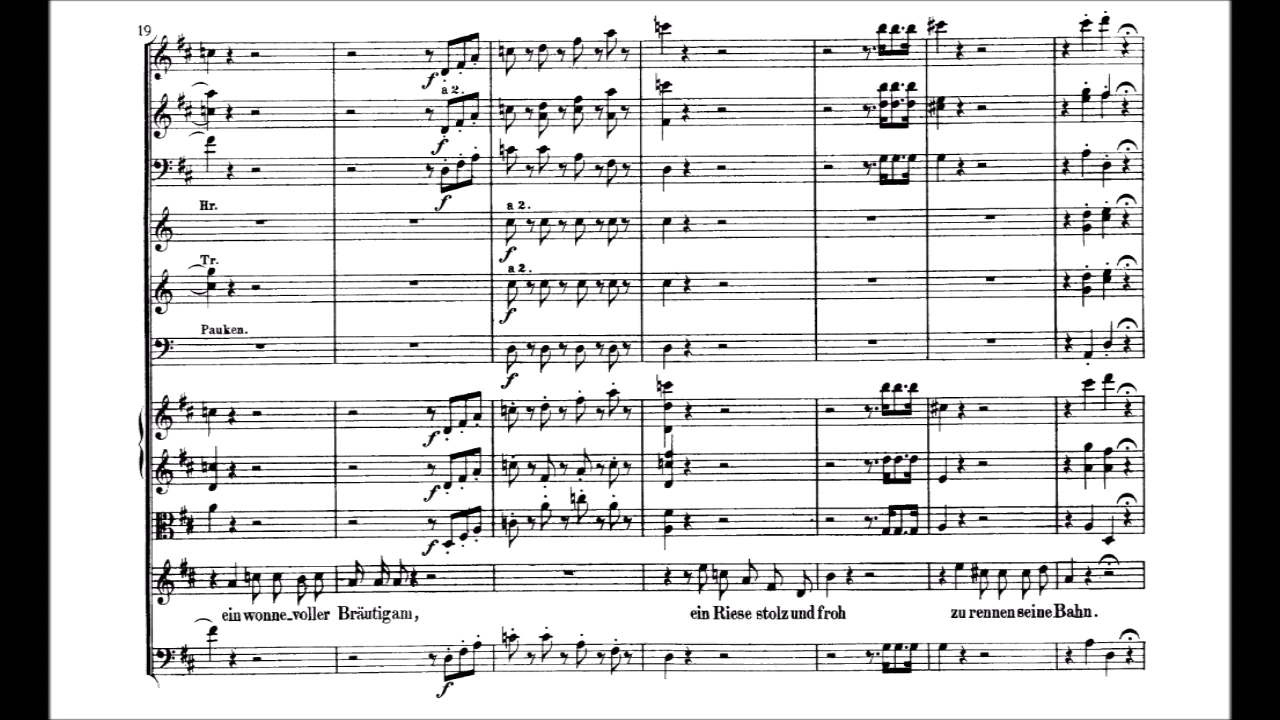 19
f
a 2.
f
f
Hr.
a 2.
f
Tr.
a 2.
f
Pauken.
f
f
f
f
ein wonne_voller Bräutigam, ein Riese stolz und froh zu rennen seine Bahn.
f